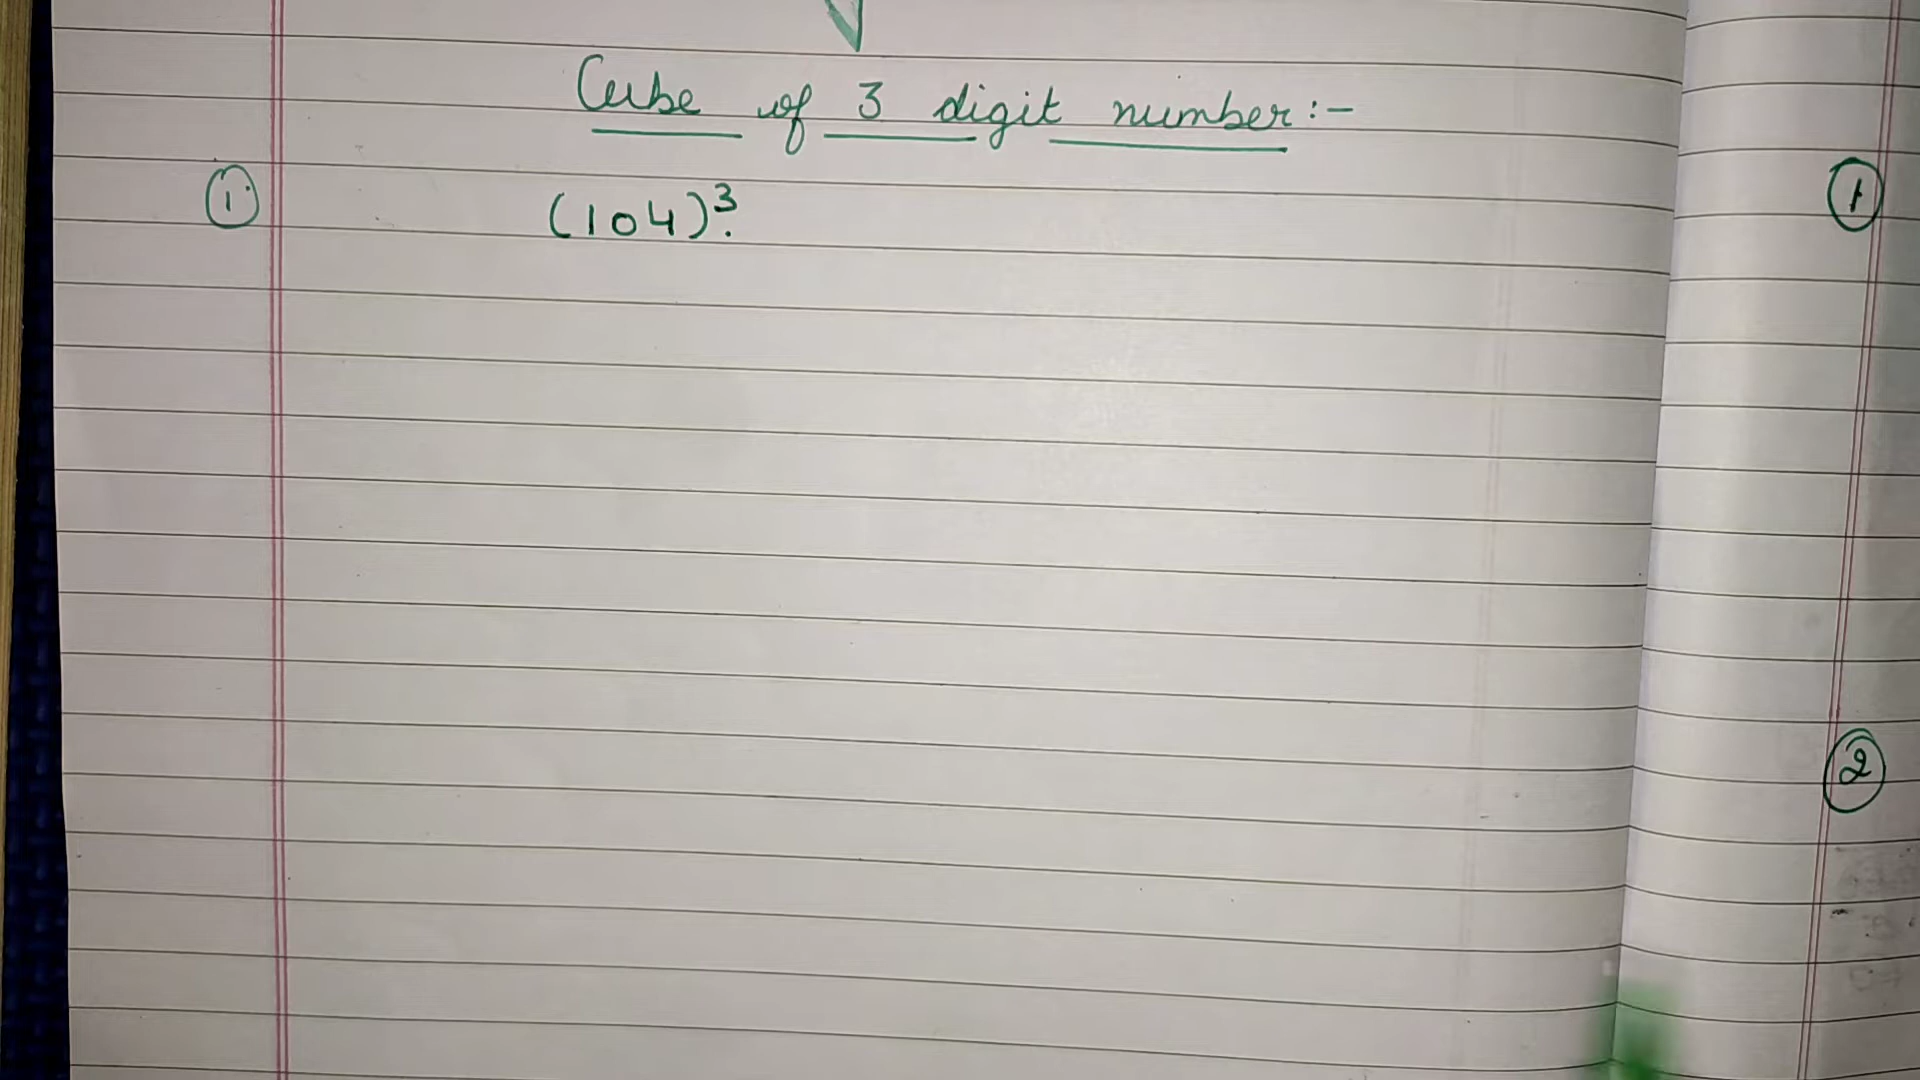 Cube of 3 digit number:-
① (104)³.
①
②